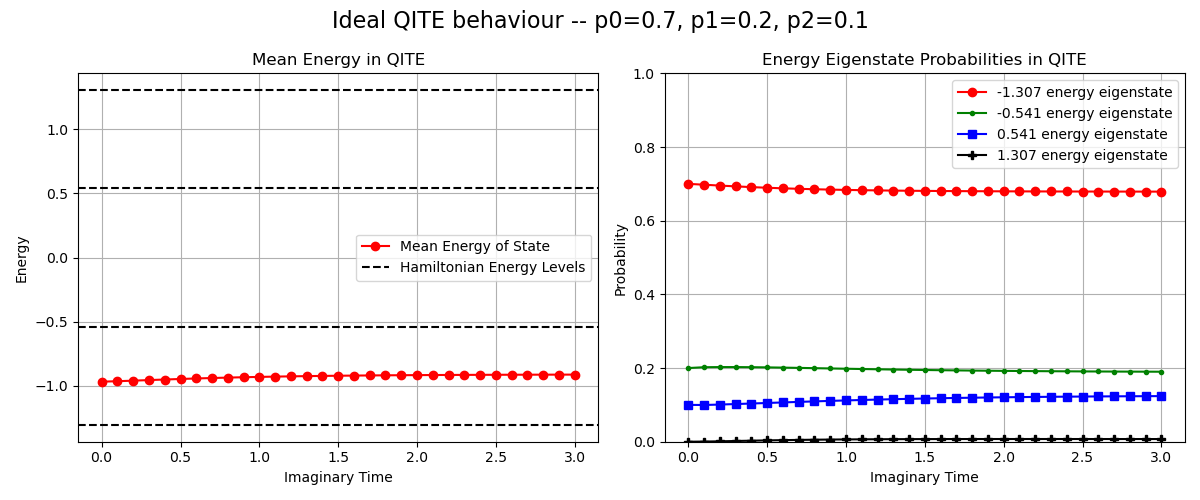 Ideal QITE behaviour -- p0=0.7, p1=0.2, p2=0.1
Mean Energy in QITE
Energy
1.0
0.5
0.0
−0.5
−1.0
Mean Energy of State
Hamiltonian Energy Levels
0.0 0.5 1.0 1.5 2.0 2.5 3.0
Imaginary Time
Energy Eigenstate Probabilities in QITE
Probability
1.0
0.8
0.6
0.4
0.2
0.0
-1.307 energy eigenstate
-0.541 energy eigenstate
0.541 energy eigenstate
1.307 energy eigenstate
0.0 0.5 1.0 1.5 2.0 2.5 3.0
Imaginary Time